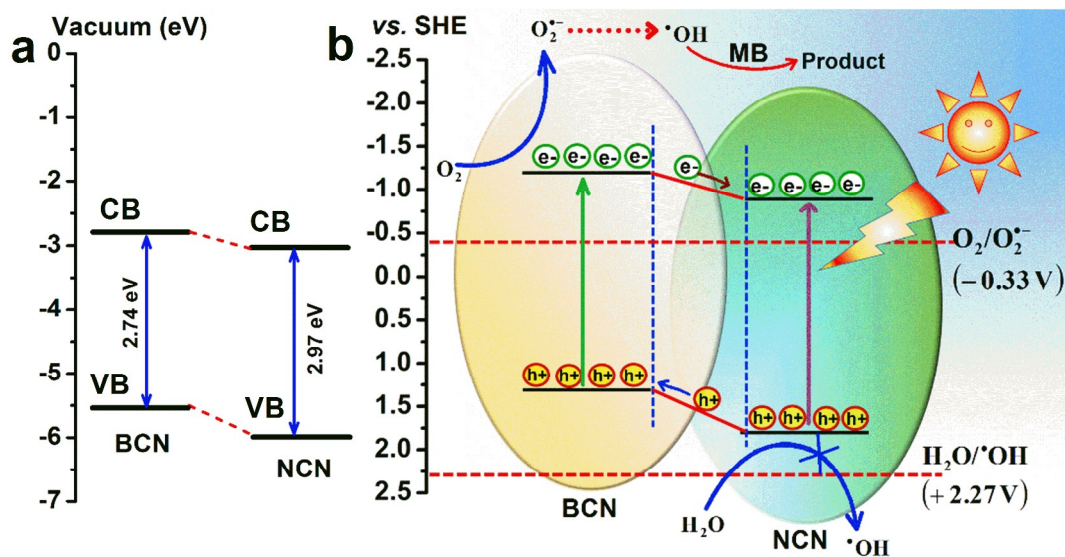 a
Vacuum (eV)
0
-1
-2
-3
-4
-5
-6
-7
CB
CB
2.74 eV
2.97 eV
VB
VB
BCN
NCN
b
vs. SHE
-2.5
-2.0
-1.5
-1.0
-0.5
0.0
0.5
1.0
1.5
2.0
2.5
O₂•⁻
•OH
MB
Product
O₂
e- e- e- e-
e-
e- e- e- e-
O₂/O₂•⁻
(−0.33 V)
h+ h+ h+ h+
h+
h+ h+ h+ h+
H₂O/•OH
(+2.27 V)
BCN
H₂O
NCN
•OH